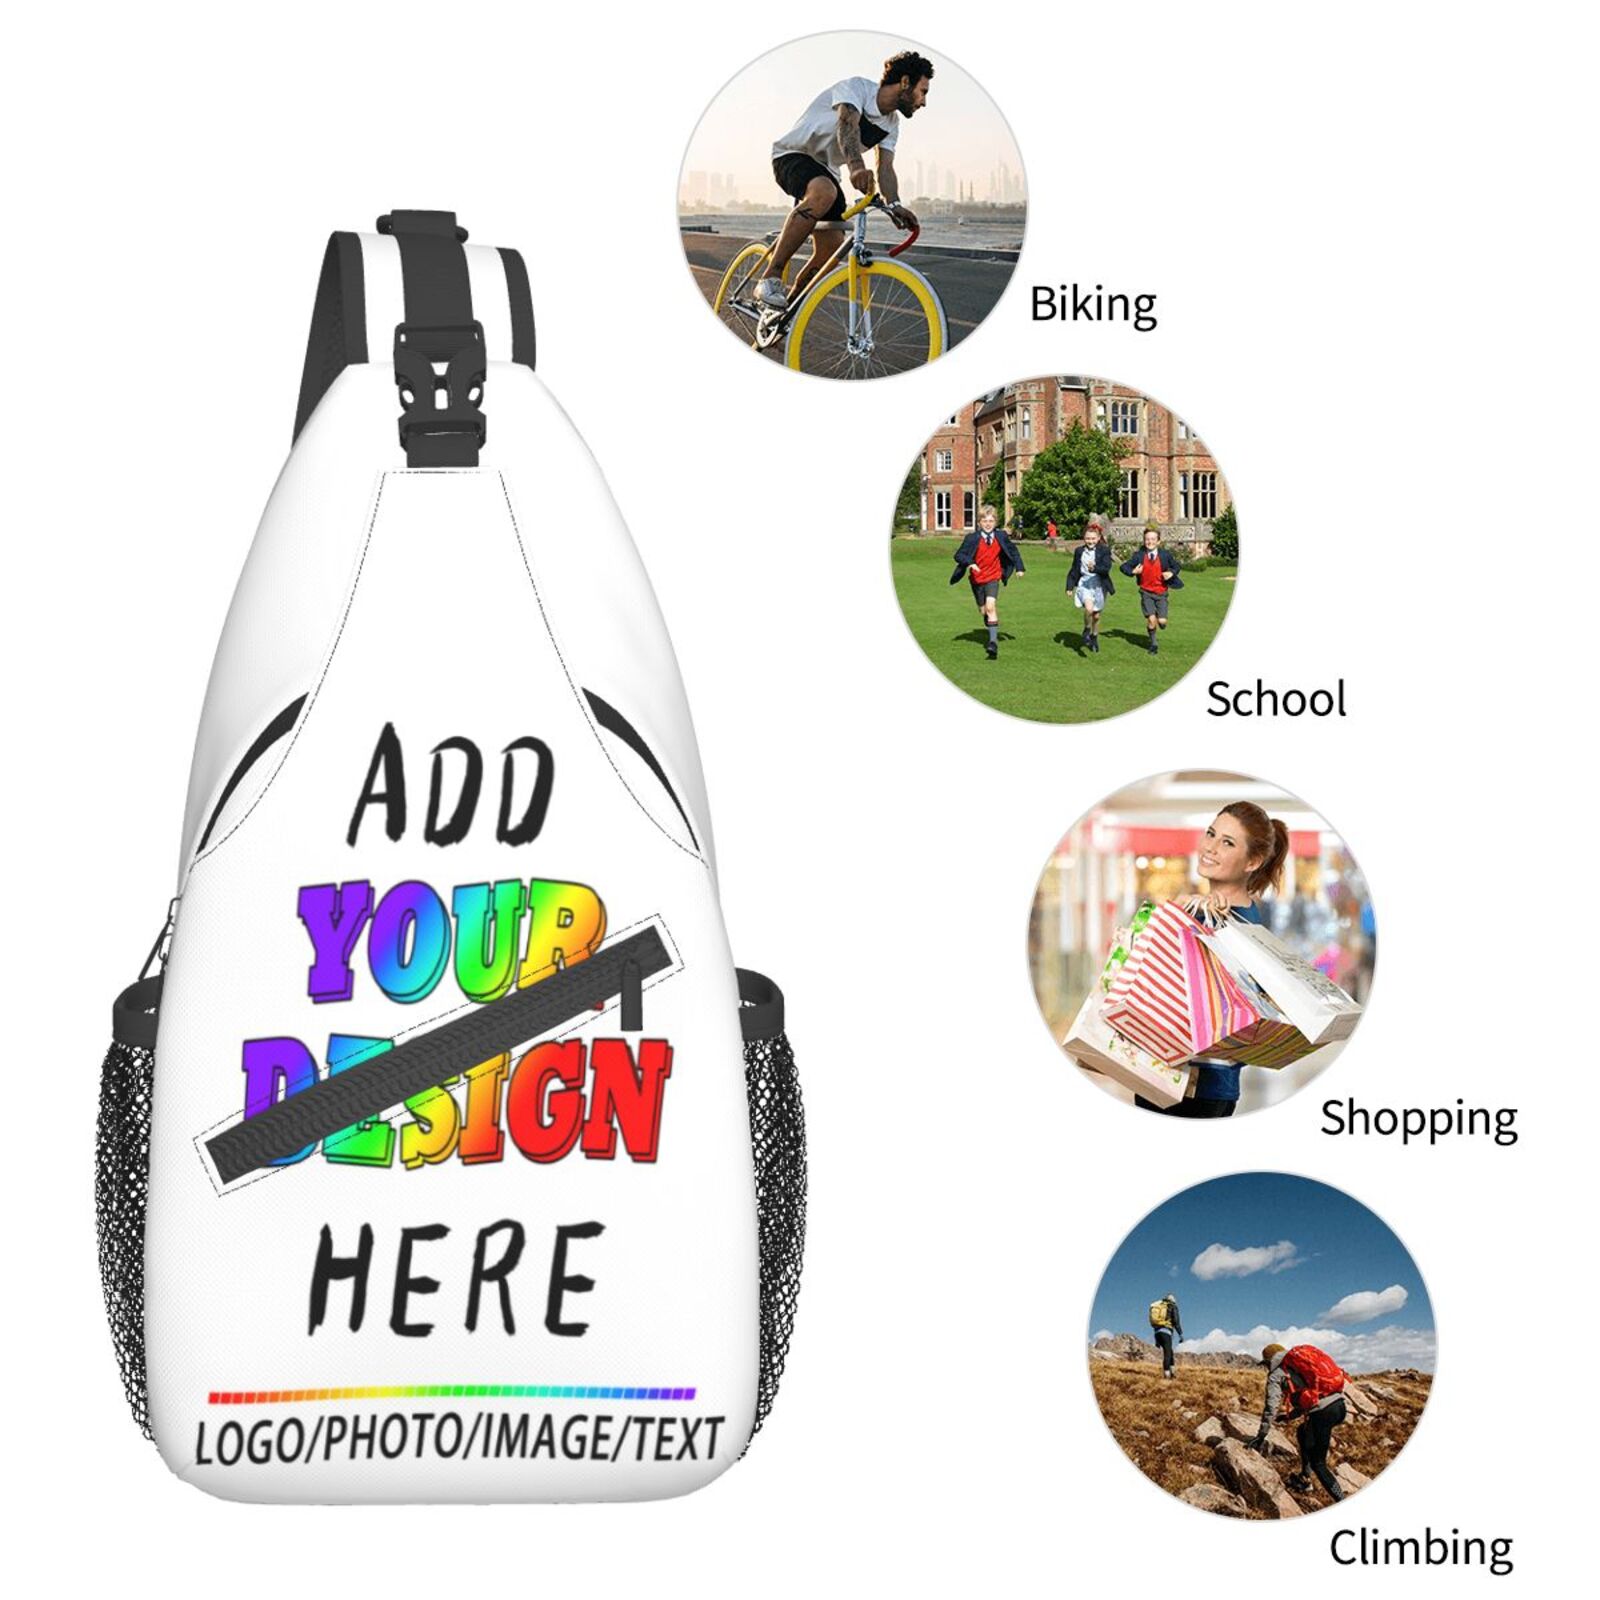 ADD
YOUR
DESIGN
HERE
LOGO/PHOTO/IMAGE/TEXT
Biking
School
Shopping
Climbing